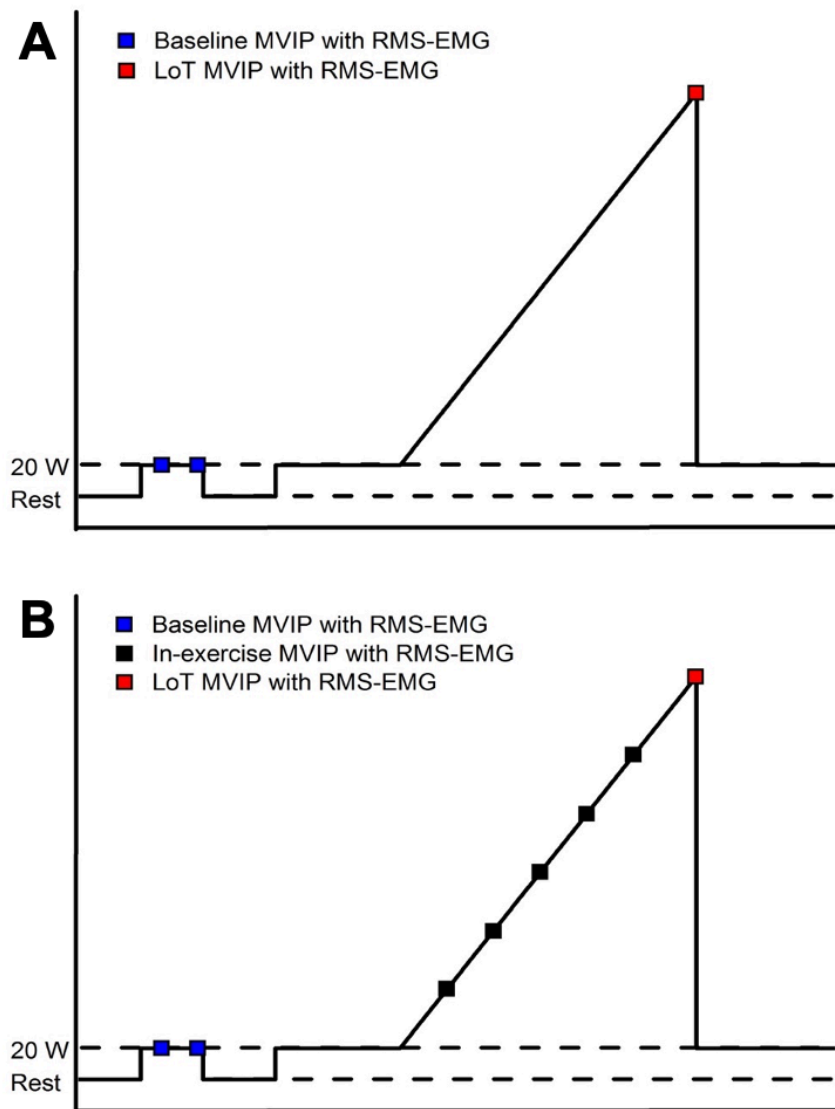 A
Baseline MVIP with RMS-EMG
LoT MVIP with RMS-EMG
20 W
Rest
B
Baseline MVIP with RMS-EMG
In-exercise MVIP with RMS-EMG
LoT MVIP with RMS-EMG
20 W
Rest